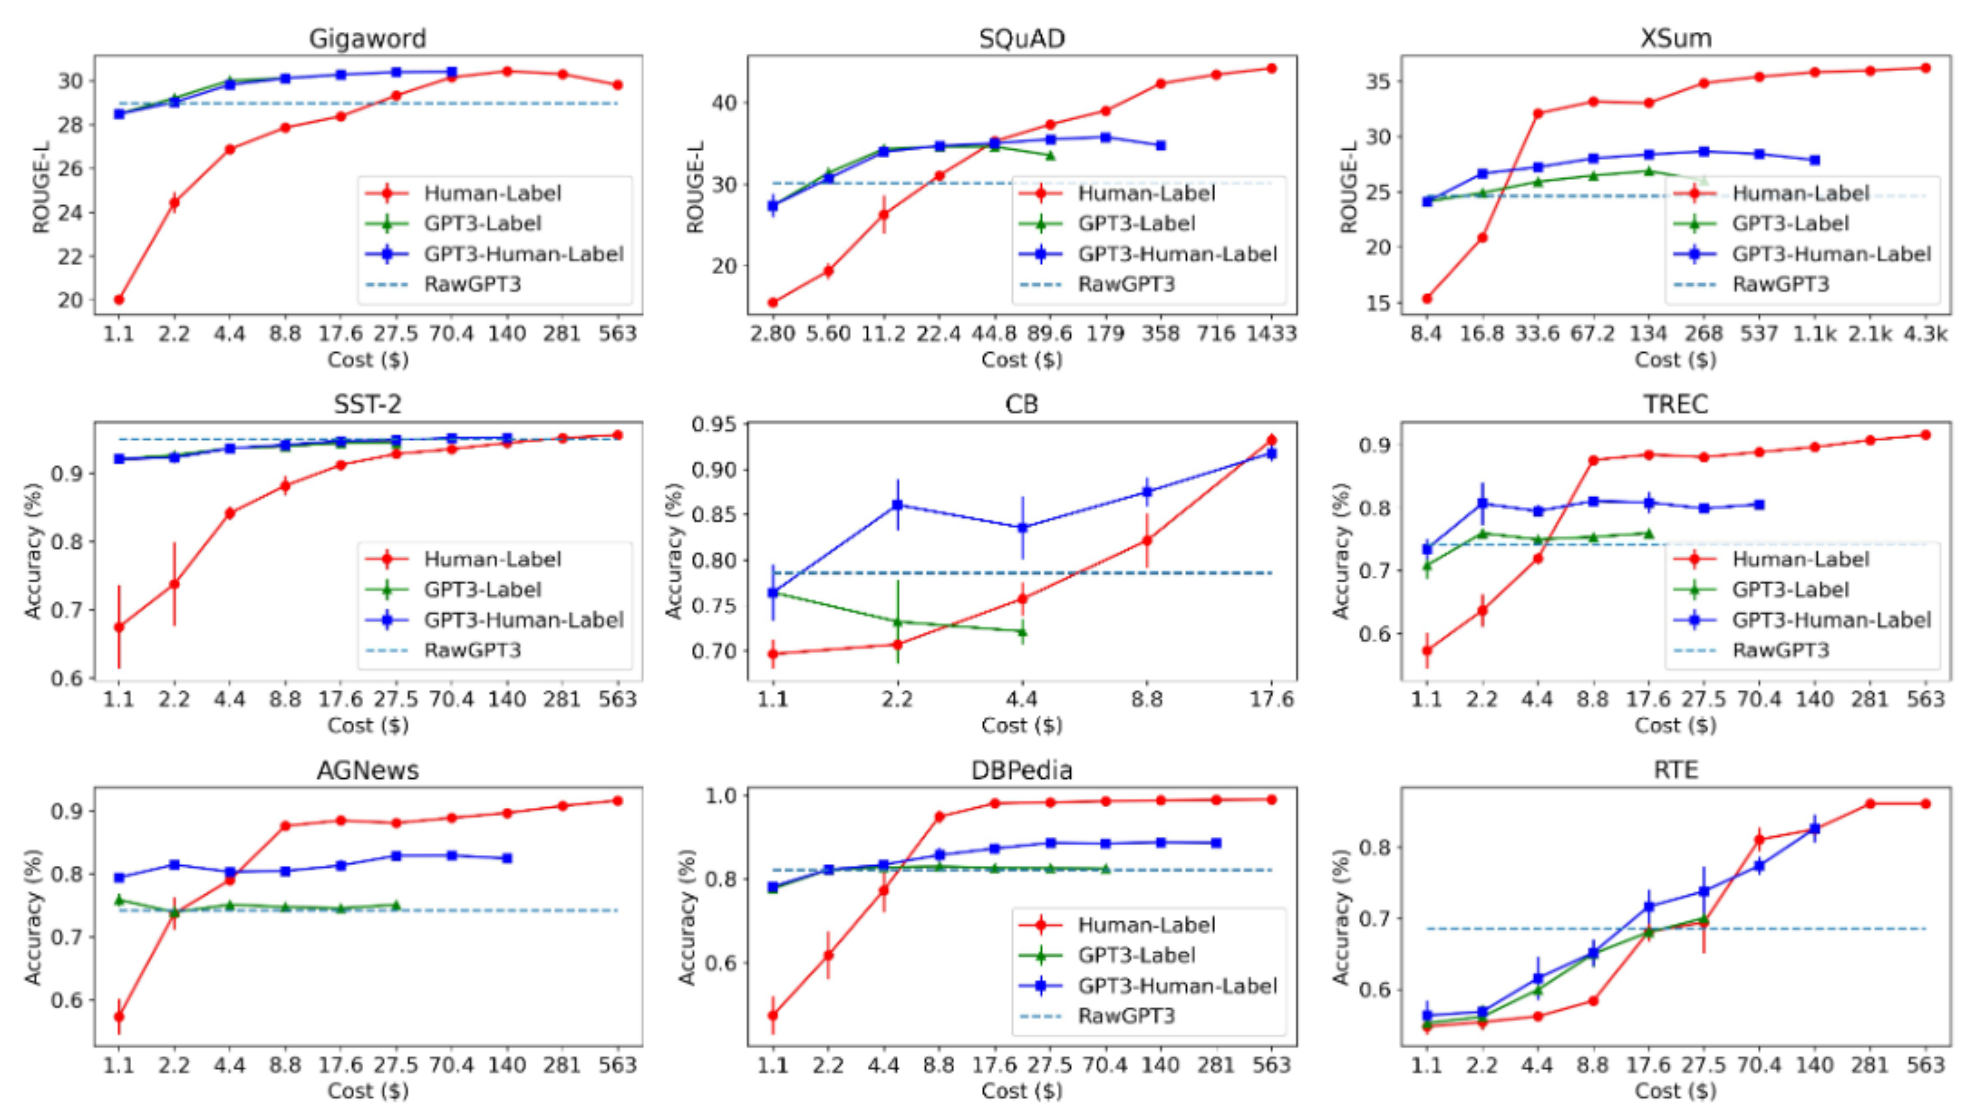 Gigaword
ROUGE-L
30
28
26
24
22
20
Human-Label
GPT3-Label
GPT3-Human-Label
RawGPT3
1.1 2.2 4.4 8.8 17.6 27.5 70.4 140 281 563
Cost ($)
SQuAD
ROUGE-L
40
30
20
Human-Label
GPT3-Label
GPT3-Human-Label
RawGPT3
2.80 5.60 11.2 22.4 44.8 89.6 179 358 716 1433
Cost ($)
XSum
ROUGE-L
35
30
25
20
15
Human-Label
GPT3-Label
GPT3-Human-Label
RawGPT3
8.4 16.8 33.6 67.2 134 268 537 1.1k 2.1k 4.3k
Cost ($)
SST-2
Accuracy (%)
0.9
0.8
0.7
0.6
Human-Label
GPT3-Label
GPT3-Human-Label
RawGPT3
1.1 2.2 4.4 8.8 17.6 27.5 70.4 140 281 563
Cost ($)
CB
Accuracy (%)
0.95
0.90
0.85
0.80
0.75
0.70
1.1 2.2 4.4 8.8 17.6
Cost ($)
TREC
Accuracy (%)
0.9
0.8
0.7
0.6
Human-Label
GPT3-Label
GPT3-Human-Label
RawGPT3
1.1 2.2 4.4 8.8 17.6 27.5 70.4 140 281 563
Cost ($)
AGNews
Accuracy (%)
0.9
0.8
0.7
0.6
1.1 2.2 4.4 8.8 17.6 27.5 70.4 140 281 563
Cost ($)
DBPedia
Accuracy (%)
1.0
0.8
0.6
Human-Label
GPT3-Label
GPT3-Human-Label
RawGPT3
1.1 2.2 4.4 8.8 17.6 27.5 70.4 140 281 563
Cost ($)
RTE
Accuracy (%)
0.8
0.7
0.6
1.1 2.2 4.4 8.8 17.6 27.5 70.4 140 281 563
Cost ($)